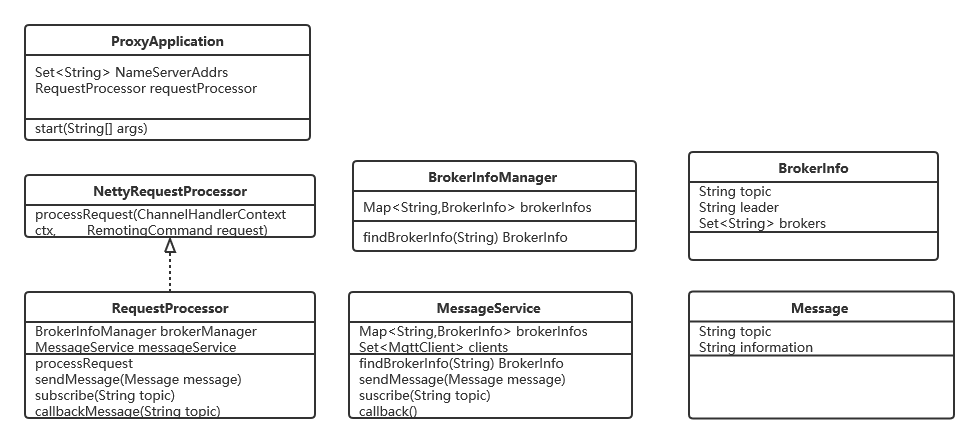 ProxyApplication
Set<String> NameServerAddrs
RequestProcessor requestProcessor
start(String[] args)
NettyRequestProcessor
processRequest(ChannelHandlerContext
ctx, RemotingCommand request)
BrokerInfoManager
Map<String,BrokerInfo> brokerInfos
findBrokerInfo(String) BrokerInfo
BrokerInfo
String topic
String leader
Set<String> brokers
RequestProcessor
BrokerInfoManager brokerManager
MessageService messageService
processRequest
sendMessage(Message message)
subscribe(String topic)
callbackMessage(String topic)
MessageService
Map<String,BrokerInfo> brokerInfos
Set<MqttClient> clients
findBrokerInfo(String) BrokerInfo
sendMessage(Message message)
suscribe(String topic)
callback()
Message
String topic
String information